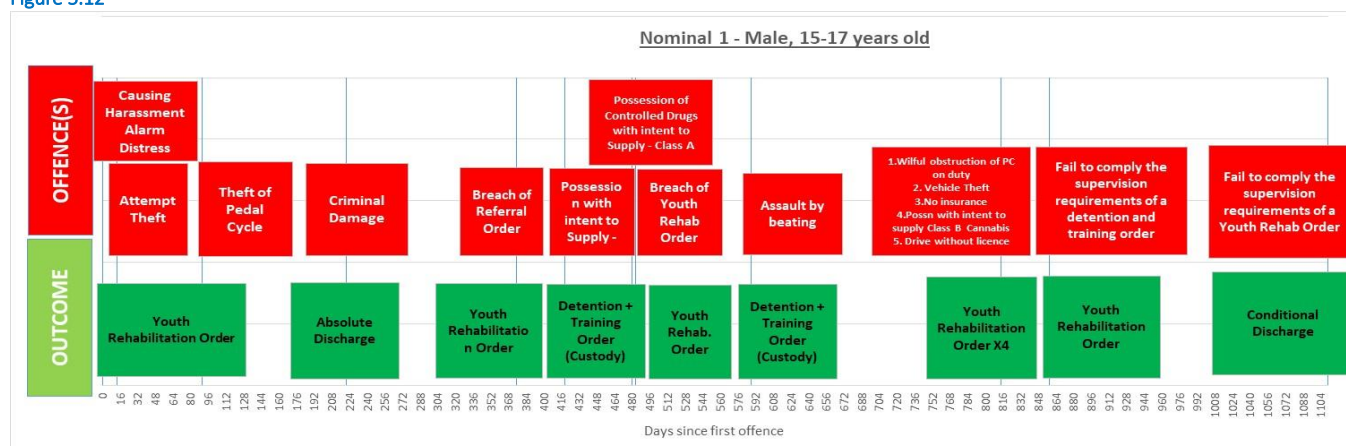 Figure 5.12
Nominal 1 - Male, 15-17 years old
OFFENCE(S)
Causing
Harassment
Alarm
Distress
Attempt
Theft
Theft of
Pedal
Cycle
Criminal
Damage
Breach of
Referral
Order
Possessio
n with
intent to
Supply -
Possession of
Controlled Drugs
with intent to
Supply - Class A
Breach of
Youth
Rehab
Order
Assault by
beating
1.Wilful obstruction of PC
on duty
2. Vehicle Theft
3.No insurance
4.Possn with intent to
supply Class B Cannabis
5. Drive without licence
Fail to comply the
supervision
requirements of a
detention and
training order
Fail to comply the
supervision
requirements of a
Youth Rehab Order
OUTCOME
Youth
Rehabilitation Order
Absolute
Discharge
Youth
Rehabilitatio
n Order
Detention +
Training
Order
(Custody)
Youth
Rehab.
Order
Detention +
Training
Order
(Custody)
Youth
Rehabilitation
Order X4
Youth
Rehabilitation
Order
Conditional
Discharge
0 16 32 48 64 80 96 112 128 144 160 176 192 208 224 240 256 272 288 304 320 336 352 368 384 400 416 432 448 464 480 496 512 528 544 560 576 592 608 624 640 656 672 688 704 720 736 752 768 784 800 816 832 848 864 880 896 912 928 944 960 976 992 1008 1024 1040 1056 1072 1088 1104
Days since first offence